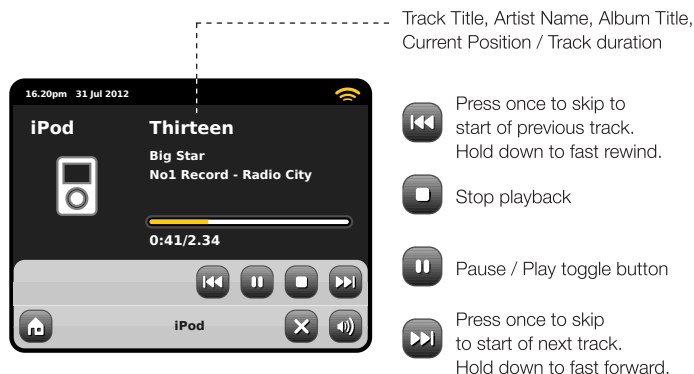 Track Title, Artist Name, Album Title,
Current Position / Track duration
16.20pm 31 Jul 2012
iPod
Thirteen
Big Star
No1 Record - Radio City
0:41/2.34
iPod
Press once to skip to
start of previous track.
Hold down to fast rewind.
Stop playback
Pause / Play toggle button
Press once to skip
to start of next track.
Hold down to fast forward.